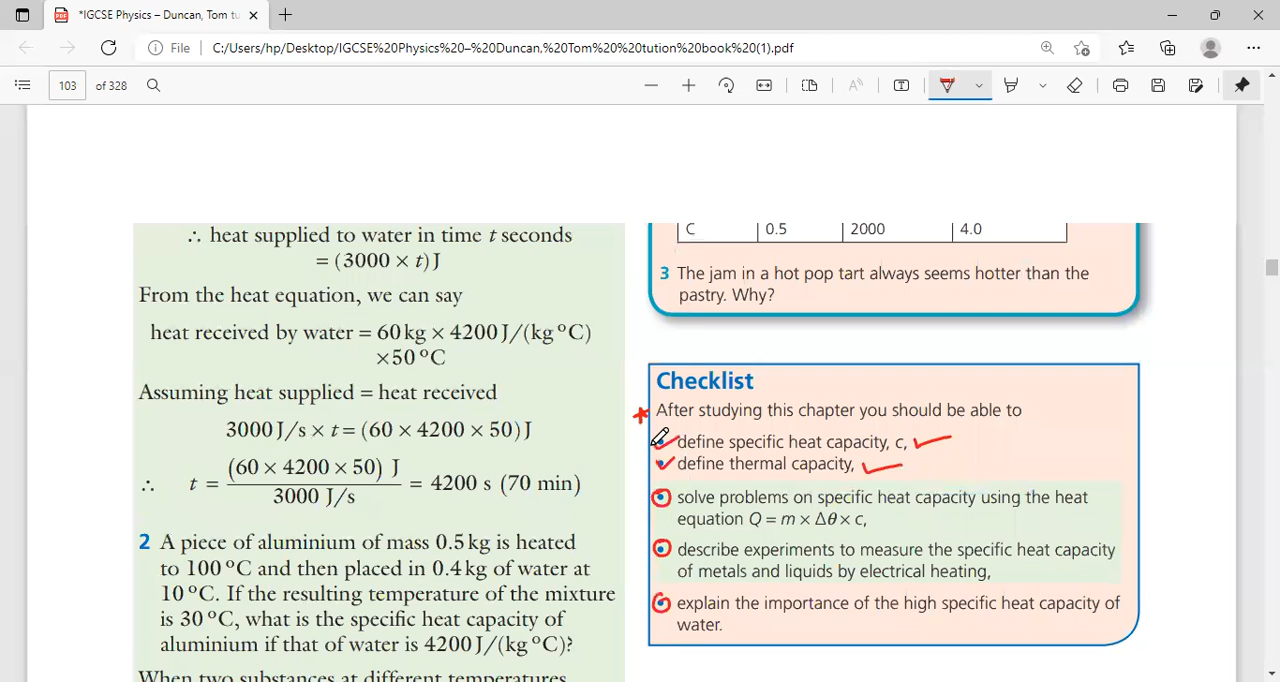 *IGCSE Physics – Duncan, Tom tu
File
C:/Users/hp/Desktop/IGCSE%20Physics%20–%20Duncan,%20Tom%20%20tution%20book%20(1).pdf
103 of 328
∴ heat supplied to water in time t seconds
= (3000 × t) J
From the heat equation, we can say
heat received by water = 60 kg × 4200 J/(kg °C)
×50 °C
Assuming heat supplied = heat received
3000 J/s × t = (60 × 4200 × 50) J
∴ t = (60 × 4200 × 50) J / 3000 J/s = 4200 s (70 min)
2 A piece of aluminium of mass 0.5 kg is heated
to 100 °C and then placed in 0.4 kg of water at
10 °C. If the resulting temperature of the mixture
is 30 °C, what is the specific heat capacity of
aluminium if that of water is 4200 J/(kg °C)?
When two substances at different temperatures
C 0.5 2000 4.0
3 The jam in a hot pop tart always seems hotter than the
pastry. Why?
Checklist
After studying this chapter you should be able to
define specific heat capacity, c,
define thermal capacity,
• solve problems on specific heat capacity using the heat
equation Q = m × Δθ × c,
• describe experiments to measure the specific heat capacity
of metals and liquids by electrical heating,
• explain the importance of the high specific heat capacity of
water.